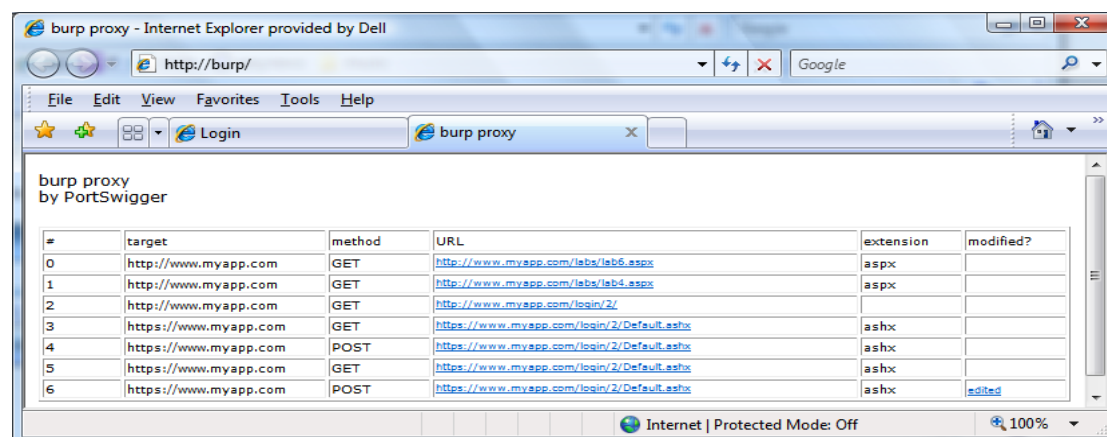 burp proxy - Internet Explorer provided by Dell
http://burp/ Google
File Edit View Favorites Tools Help
Login burp proxy
burp proxy
by PortSwigger
# target method URL extension modified?
0 http://www.myapp.com GET http://www.myapp.com/labs/lab6.aspx aspx
1 http://www.myapp.com GET http://www.myapp.com/labs/lab4.aspx aspx
2 http://www.myapp.com GET http://www.myapp.com/login/2/
3 https://www.myapp.com GET https://www.myapp.com/login/2/Default.ashx ashx
4 https://www.myapp.com POST https://www.myapp.com/login/2/Default.ashx ashx
5 https://www.myapp.com GET https://www.myapp.com/login/2/Default.ashx ashx
6 https://www.myapp.com POST https://www.myapp.com/login/2/Default.ashx ashx edited
Internet | Protected Mode: Off 100%